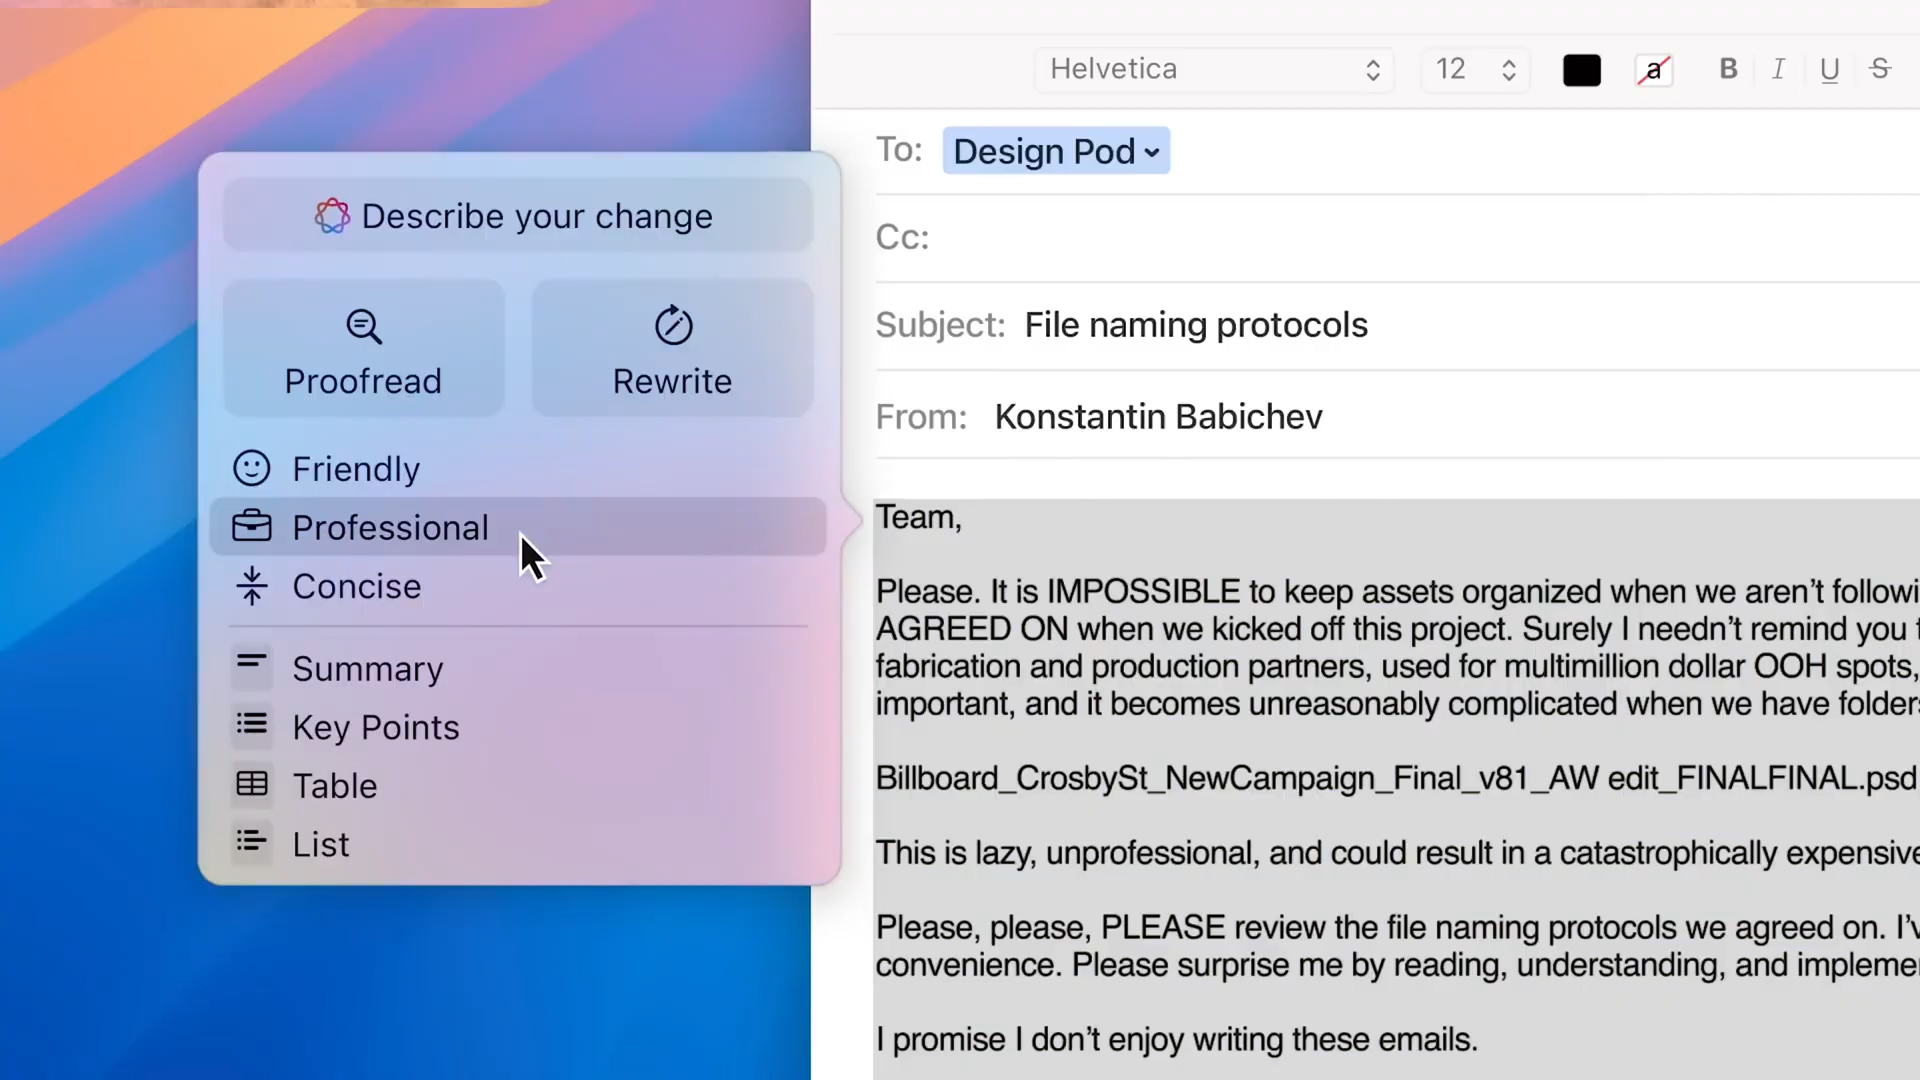 Helvetica
12
a
B I U S
To: Design Pod
Cc:
Subject: File naming protocols
From: Konstantin Babichev
Describe your change
Proofread
Rewrite
Friendly
Professional
Concise
Summary
Key Points
Table
List
Team,
Please. It is IMPOSSIBLE to keep assets organized when we aren’t
AGREED ON when we kicked off this project. Surely I needn’t remind you
fabrication and production partners, used for multimillion dollar OOH spots,
important, and it becomes unreasonably complicated when we have
Billboard_CrosbySt_NewCampaign_Final_v81_AW edit_FINALFINAL.psd
This is lazy, unprofessional, and could result in a catastrophically expensive
Please, please, PLEASE review the file naming protocols we agreed on.
convenience. Please surprise me by reading, understanding, and
I promise I don’t enjoy writing these emails.